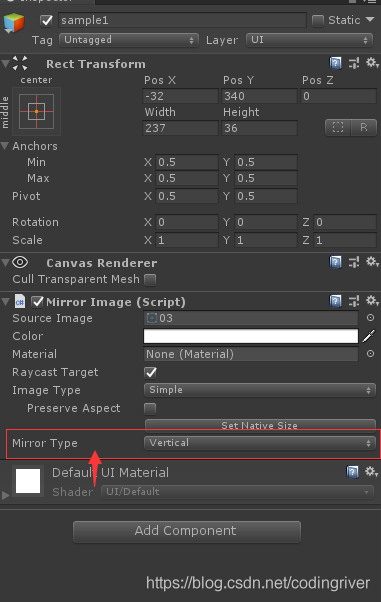 sample1 Static
Tag Untagged Layer UI
Rect Transform
center Pos X Pos Y Pos Z
middle -32 340 0
Width Height
237 36 R
Anchors
Min X 0.5 Y 0.5
Max X 0.5 Y 0.5
Pivot X 0.5 Y 0.5
Rotation X 0 Y 0 Z 0
Scale X 1 Y 1 Z 1
Canvas Renderer
Cull Transparent Mesh
C# Mirror Image (Script)
Source Image 03
Color
Material None (Material)
Raycast Target
Image Type Simple
Preserve Aspect
Set Native Size
Mirror Type Vertical
Default UI Material
Shader UI/Default
Add Component
https://blog.csdn.net/codingriver